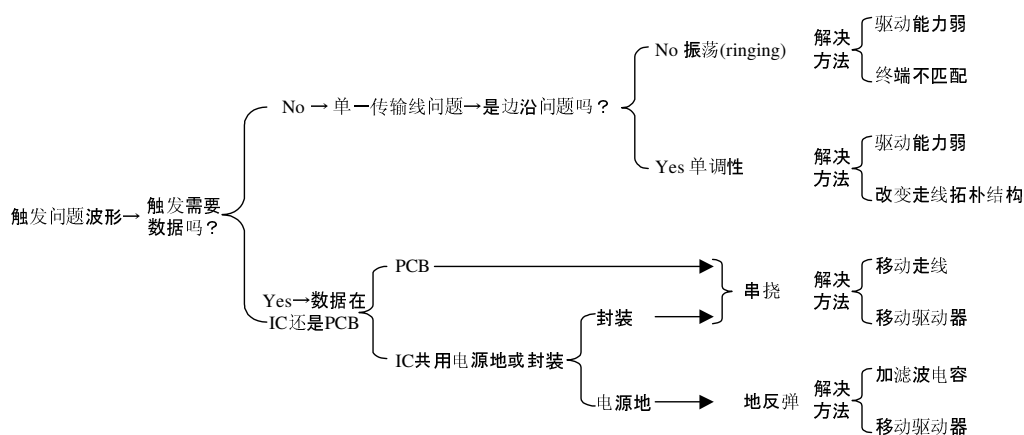 驱动能力弱
No 振荡(ringing)
解决
方法
终端不匹配
No → 单一传输线问题→是边沿问题吗？
驱动能力弱
Yes 单调性
解决
方法
改变走线拓朴结构
触发问题波形→
触发需要
数据吗？
PCB
移动走线
串挠
解决
方法
Yes→数据在
IC还是PCB
封装
移动驱动器
IC共用电源地或封装
加滤波电容
电源地
地反弹
解决
方法
移动驱动器